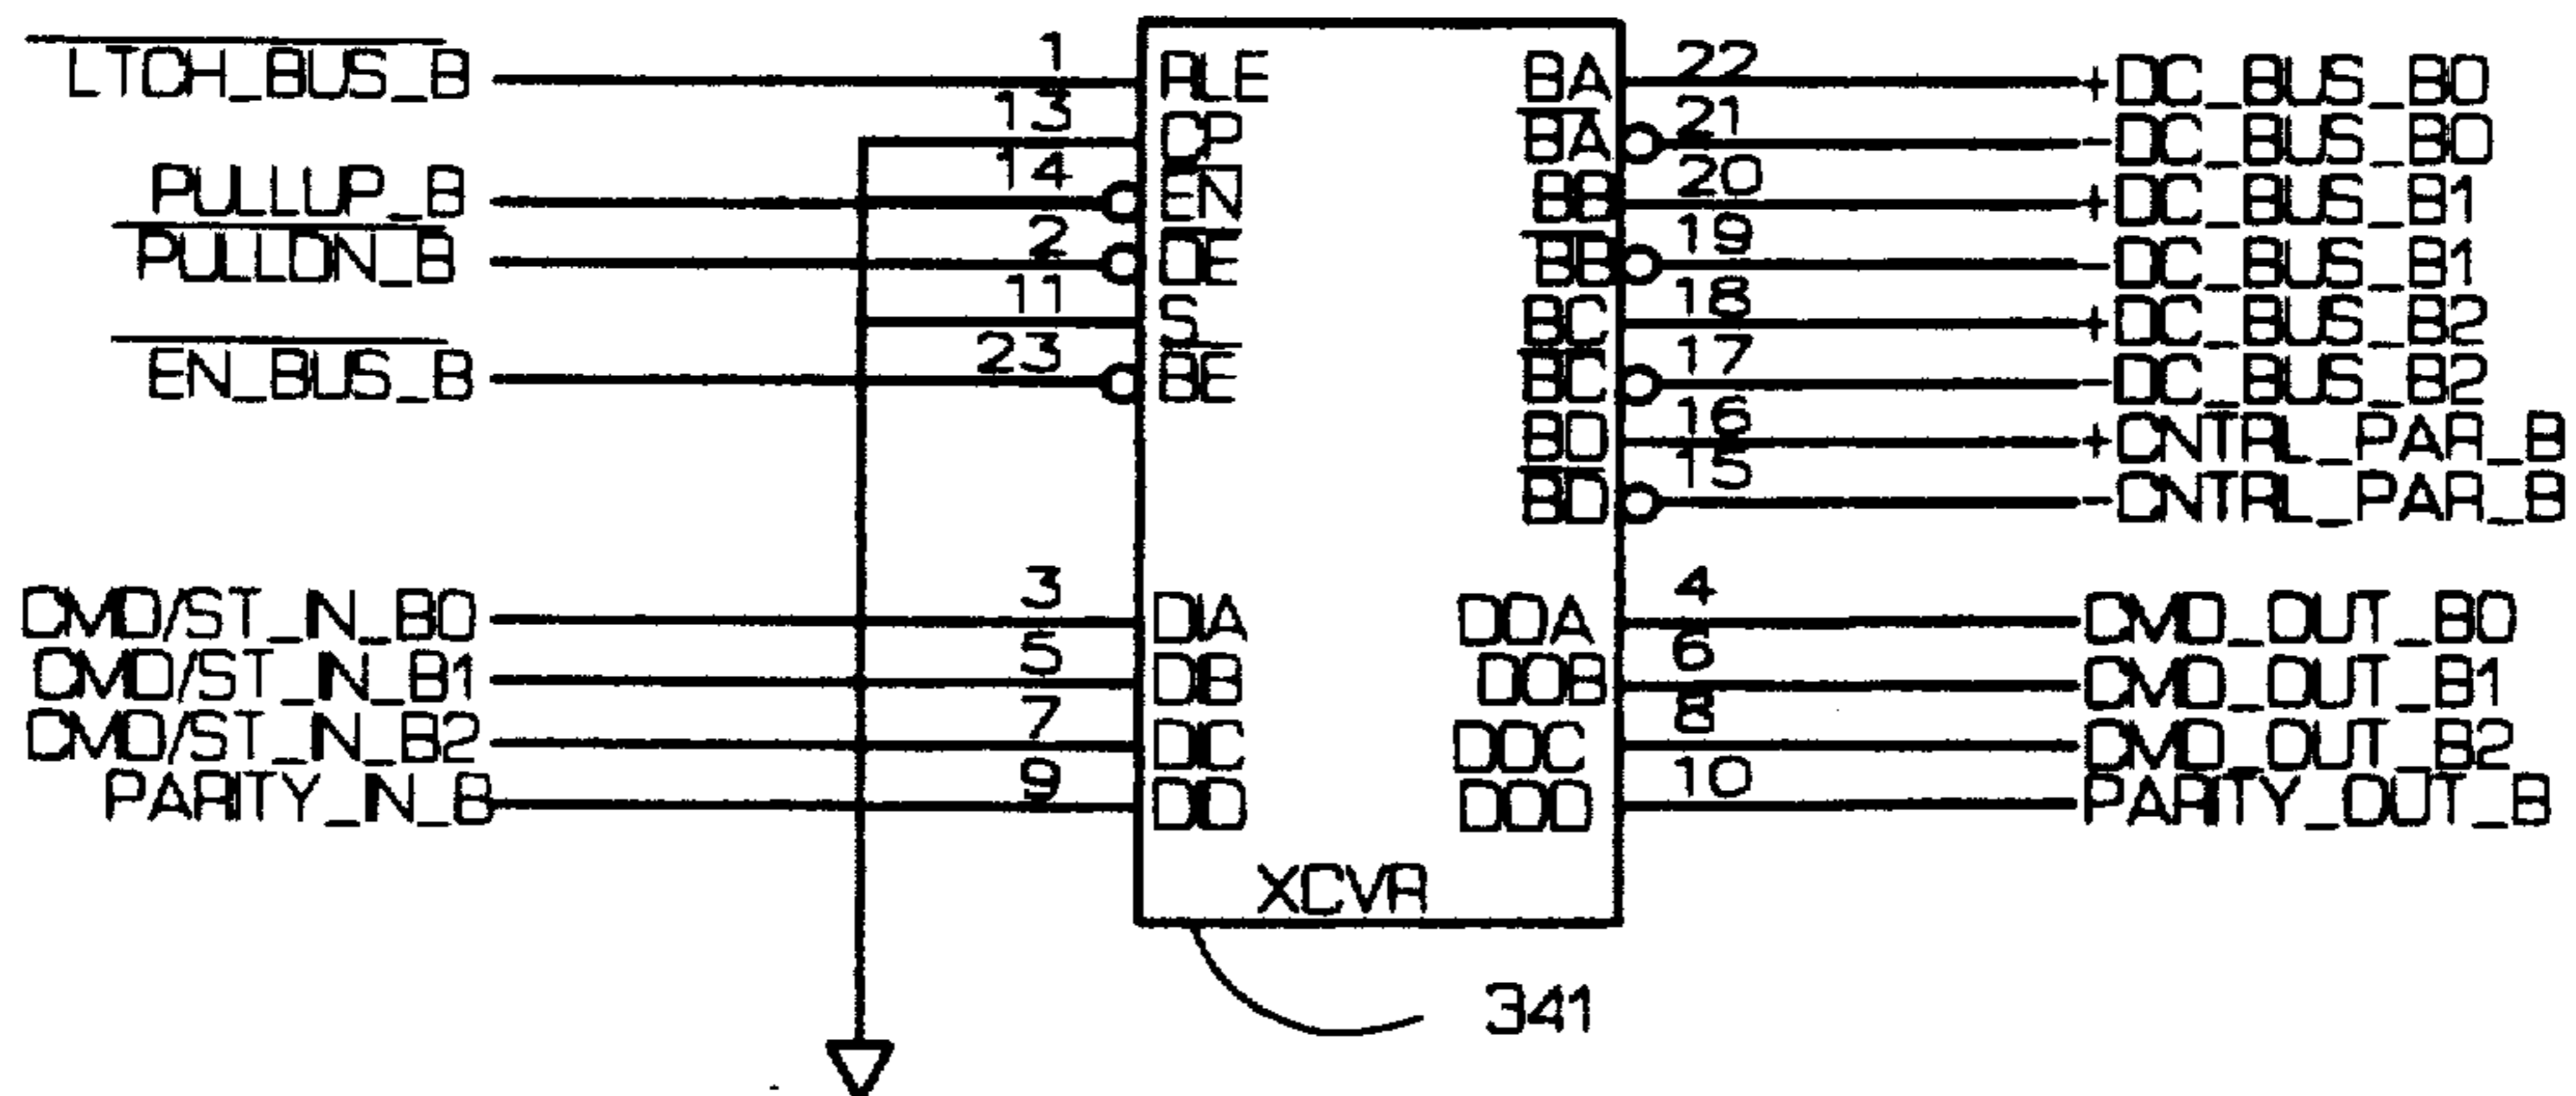 LTCH_BUS_B 1 RLE BA 22 +DC_BUS_B0
13 CP BA 21 -DC_BUS_B0
PULLUP_B 14 EN BB 20 +DC_BUS_B1
PULLDN_B 2 DE BB 19 -DC_BUS_B1
11 S BC 18 +DC_BUS_B2
EN_BUS_B 23 BE BC 17 -DC_BUS_B2
BD 16 +CNTRL_PAR_B
BD 15 -CNTRL_PAR_B
CMD/ST_IN_B0 3 DIA DOA 4 CMD_OUT_B0
CMD/ST_IN_B1 5 DIB DOB 6 CMD_OUT_B1
CMD/ST_IN_B2 7 DIC DOC 8 CMD_OUT_B2
PARITY_IN_B 9 DID DOD 10 PARITY_OUT_B
XCVR
341